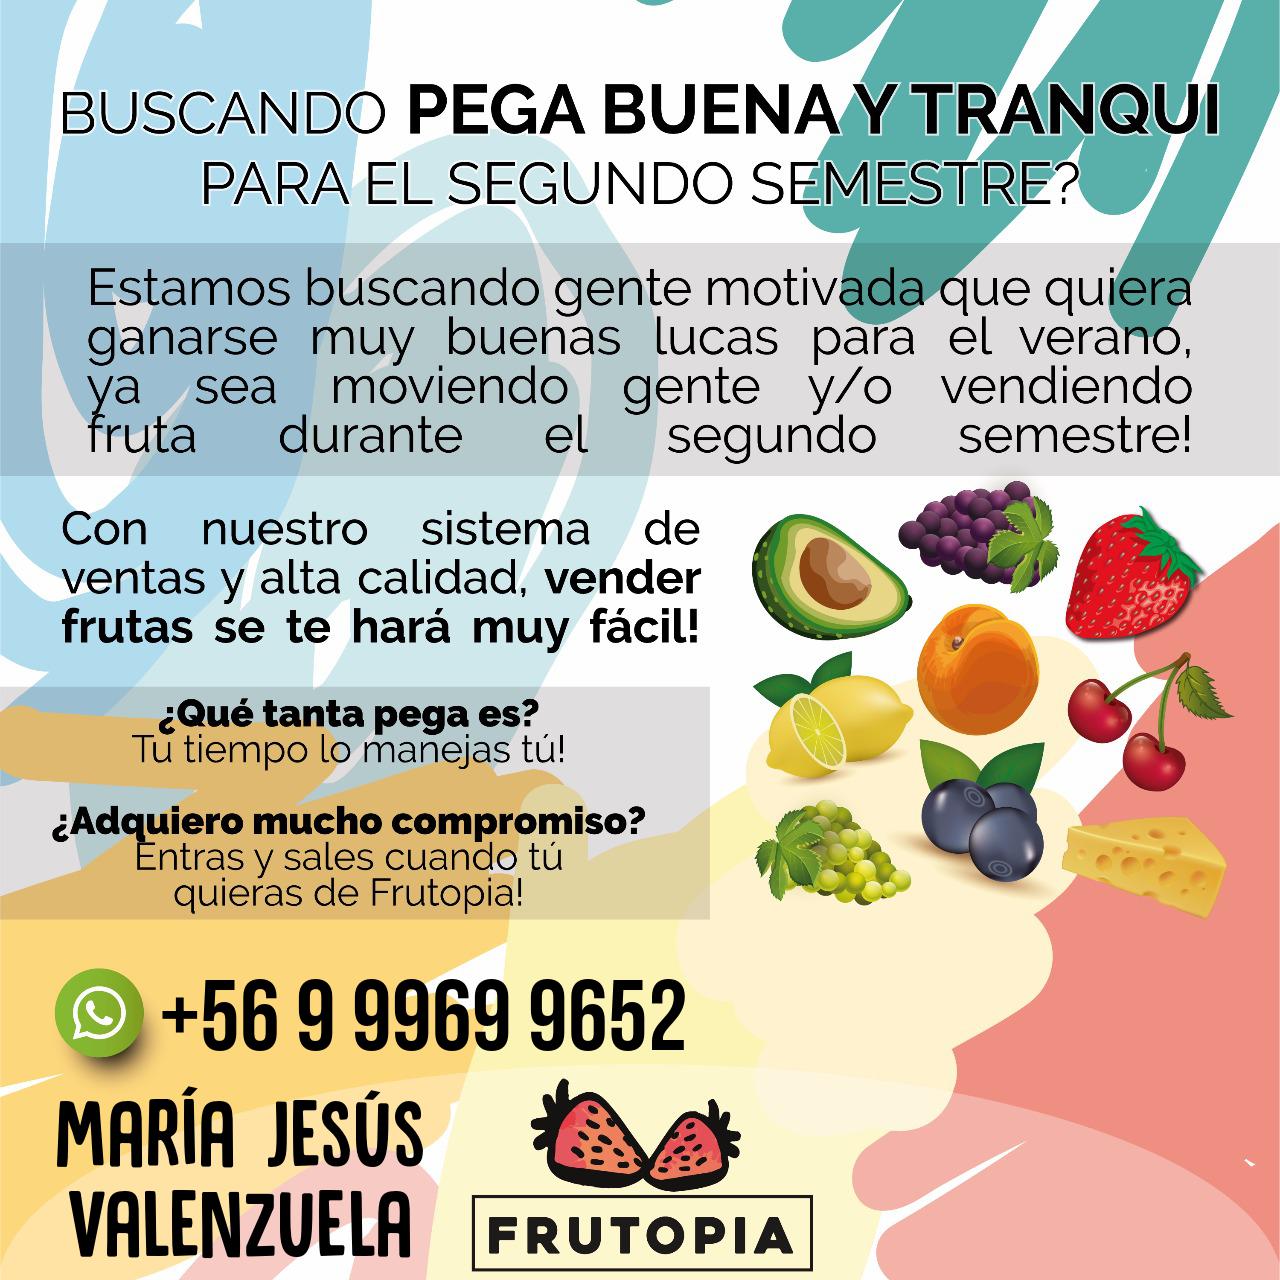 BUSCANDO PEGA BUENA Y TRANQUI
PARA EL SEGUNDO SEMESTRE?
Estamos buscando gente motivada que quiera
ganarse muy buenas lucas para el verano,
ya sea moviendo gente y/o vendiendo
fruta durante el segundo semestre!
Con nuestro sistema de
ventas y alta calidad, vender
frutas se te hará muy fácil!
¿Qué tanta pega es?
Tu tiempo lo manejas tú!
¿Adquiero mucho compromiso?
Entras y sales cuando tú
quieras de Frutopia!
+56 9 9969 9652
MARÍA JESÚS
VALENZUELA
FRUTOPIA